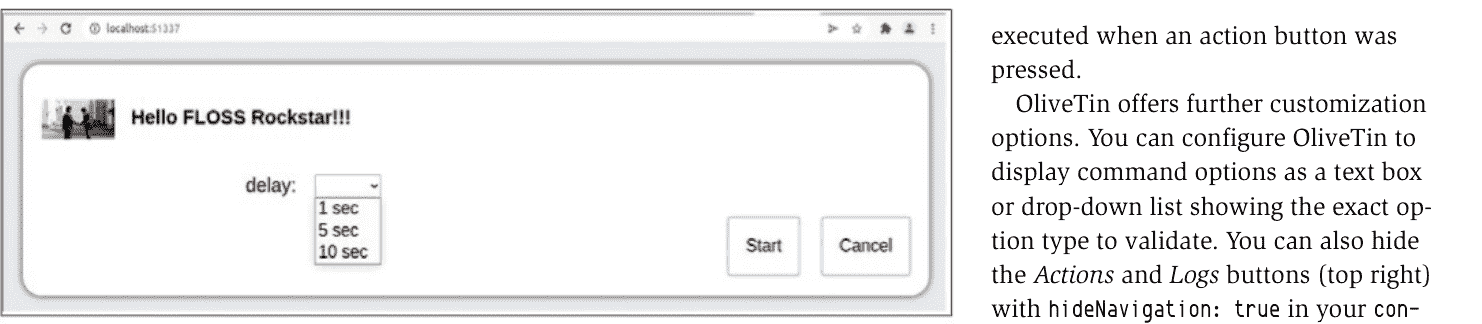 localhost:51337
Hello FLOSS Rockstar!!!
delay:
1 sec
5 sec
10 sec
Start
Cancel
executed when an action button was
pressed.
OliveTin offers further customization
options. You can configure OliveTin to
display command options as a text box
or drop-down list showing the exact op-
tion type to validate. You can also hide
the Actions and Logs buttons (top right)
with hideNavigation: true in your con-